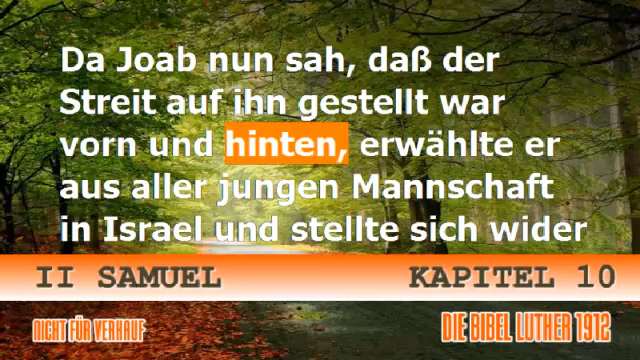 Da Joab nun sah, daß der
Streit auf ihn gestellt war
vorn und hinten, erwählte er
aus aller jungen Mannschaft
in Israel und stellte sich wider
II SAMUEL KAPITEL 10
NICHT FÜR VERKAUF DIE BIBEL LUTHER 1912